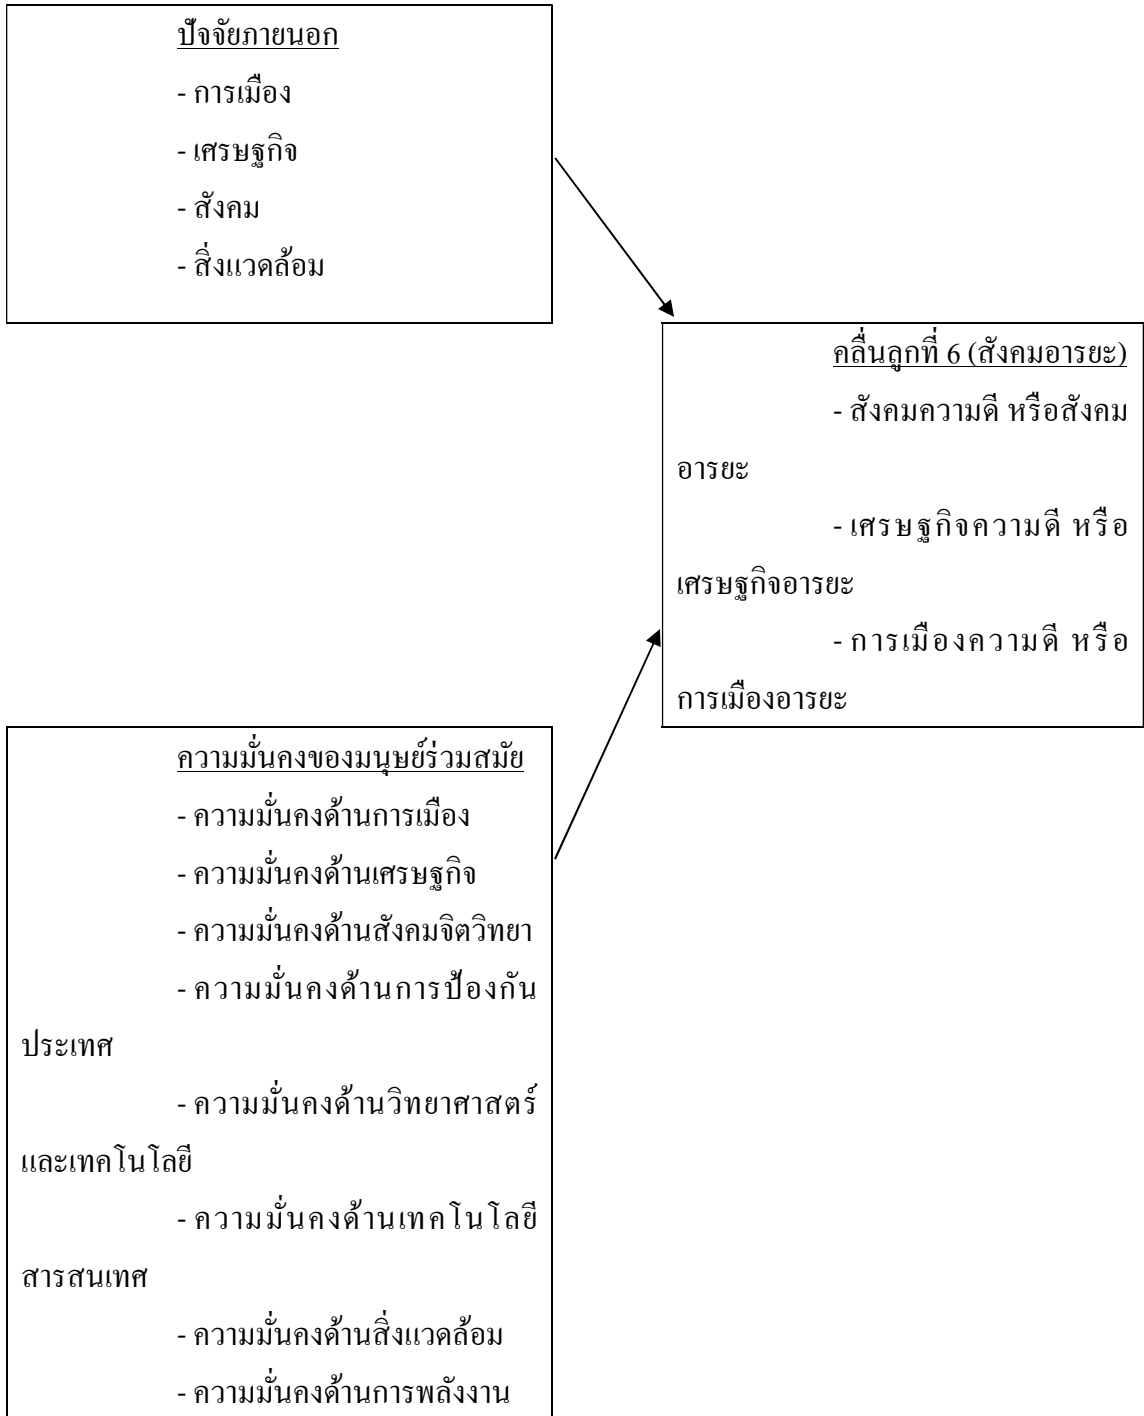 ปัจจัยภายนอก
- การเมือง
- เศรษฐกิจ
- สังคม
- สิ่งแวดล้อม
คลื่นลูกที่ 6 (สังคมอารยะ)
- สังคมความดี หรือสังคม
อารยะ
- เศรษฐกิจความดี หรือ
เศรษฐกิจอารยะ
- การเมืองความดี หรือ
การเมืองอารยะ
ความมั่นคงของมนุษย์ร่วมสมัย
- ความมั่นคงด้านการเมือง
- ความมั่นคงด้านเศรษฐกิจ
- ความมั่นคงด้านสังคมจิตวิทยา
- ความมั่นคงด้านการป้องกัน
ประเทศ
- ความมั่นคงด้านวิทยาศาสตร์
และเทคโนโลยี
- ความมั่นคงด้านเทคโนโลยี
สารสนเทศ
- ความมั่นคงด้านสิ่งแวดล้อม
- ความมั่นคงด้านการพลังงาน